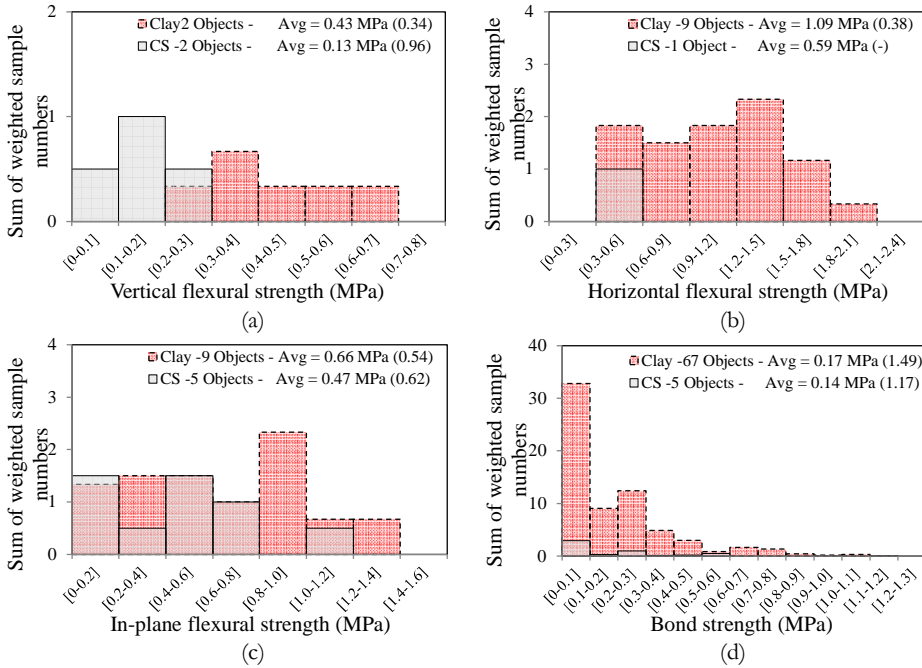 Clay2 Objects - Avg = 0.43 MPa (0.34)
CS -2 Objects - Avg = 0.13 MPa (0.96)
2
1
0
Sum of weighted sample
numbers
[0-0.1]
[0.1-0.2]
[0.2-0.3]
[0.3-0.4]
[0.4-0.5]
[0.5-0.6]
[0.6-0.7]
[0.7-0.8]
Vertical flexural strength (MPa)
(a)
Clay -9 Objects - Avg = 1.09 MPa (0.38)
CS -1 Object - Avg = 0.59 MPa (-)
4
3
2
1
0
Sum of weighted sample
numbers
[0-0.3]
[0.3-0.6]
[0.6-0.9]
[0.9-1.2]
[1.2-1.5]
[1.5-1.8]
[1.8-2.1]
[2.1-2.4]
Horizontal flexural strength (MPa)
(b)
Clay -9 Objects - Avg = 0.66 MPa (0.54)
CS -5 Objects - Avg = 0.47 MPa (0.62)
4
3
2
1
0
Sum of weighted sample
numbers
[0-0.2]
[0.2-0.4]
[0.4-0.6]
[0.6-0.8]
[0.8-1.0]
[1.0-1.2]
[1.2-1.4]
[1.4-1.6]
In-plane flexural strength (MPa)
(c)
Clay -67 Objects - Avg = 0.17 MPa (1.49)
CS -5 Objects - Avg = 0.14 MPa (1.17)
40
30
20
10
0
Sum of weighted sample
numbers
[0-0.1]
[0.1-0.2]
[0.2-0.3]
[0.3-0.4]
[0.4-0.5]
[0.5-0.6]
[0.6-0.7]
[0.7-0.8]
[0.8-0.9]
[0.9-1.0]
[1.0-1.1]
[1.1-1.2]
[1.2-1.3]
Bond strength (MPa)
(d)